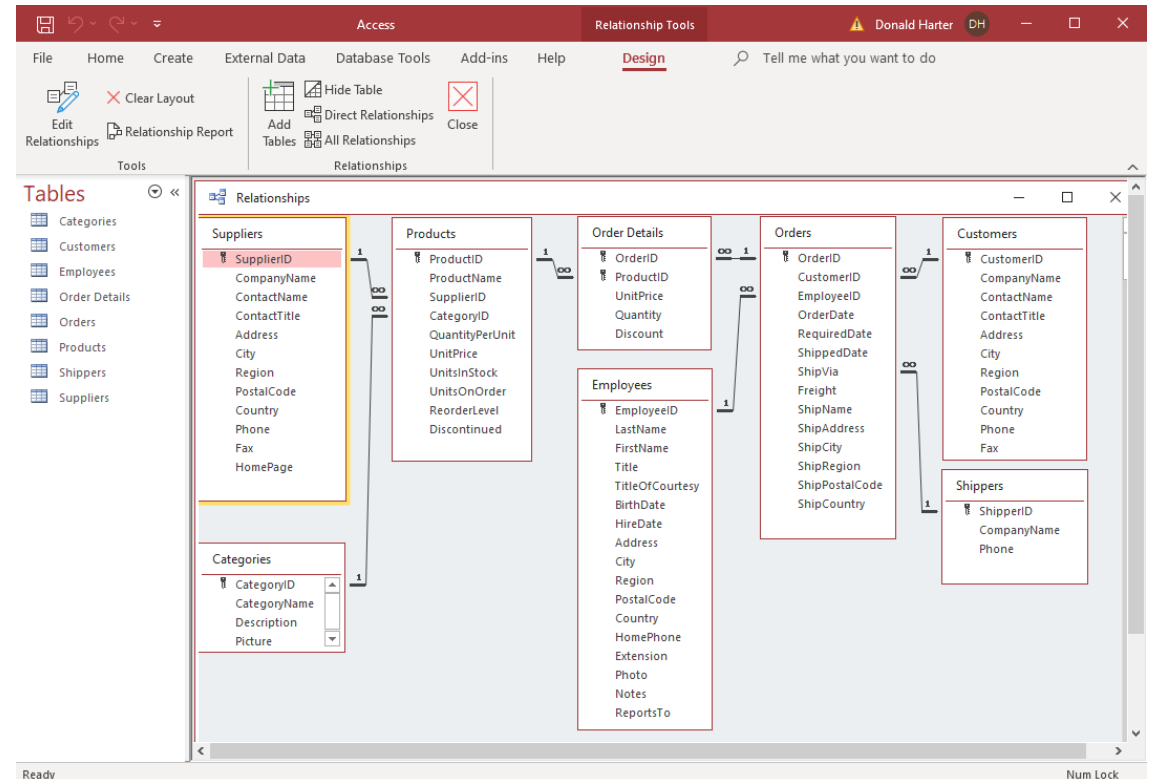 Access
Relationship Tools
Donald Harter DH
File Home Create External Data Database Tools Add-ins Help Design Tell me what you want to do
Edit
Relationships
Clear Layout
Relationship Report
Tools
Add
Tables
Hide Table
Direct Relationships
All Relationships
Close
Relationships
Tables
Categories
Customers
Employees
Order Details
Orders
Products
Shippers
Suppliers
Relationships
Suppliers
SupplierID
CompanyName
ContactName
ContactTitle
Address
City
Region
PostalCode
Country
Phone
Fax
HomePage
1
∞
Categories
CategoryID
CategoryName
Description
Picture
1
∞
Products
ProductID
ProductName
SupplierID
CategoryID
QuantityPerUnit
UnitPrice
UnitsInStock
UnitsOnOrder
ReorderLevel
Discontinued
1
∞
Order Details
OrderID
ProductID
UnitPrice
Quantity
Discount
∞ 1
Employees
EmployeeID
LastName
FirstName
Title
TitleOfCourtesy
BirthDate
HireDate
Address
City
Region
PostalCode
Country
HomePhone
Extension
Photo
Notes
ReportsTo
∞
1
Orders
OrderID
CustomerID
EmployeeID
OrderDate
RequiredDate
ShippedDate
ShipVia
Freight
ShipName
ShipAddress
ShipCity
ShipRegion
ShipPostalCode
ShipCountry
1
∞
∞
1
Customers
CustomerID
CompanyName
ContactName
ContactTitle
Address
City
Region
PostalCode
Country
Phone
Fax
Shippers
ShipperID
CompanyName
Phone
Ready
Num Lock